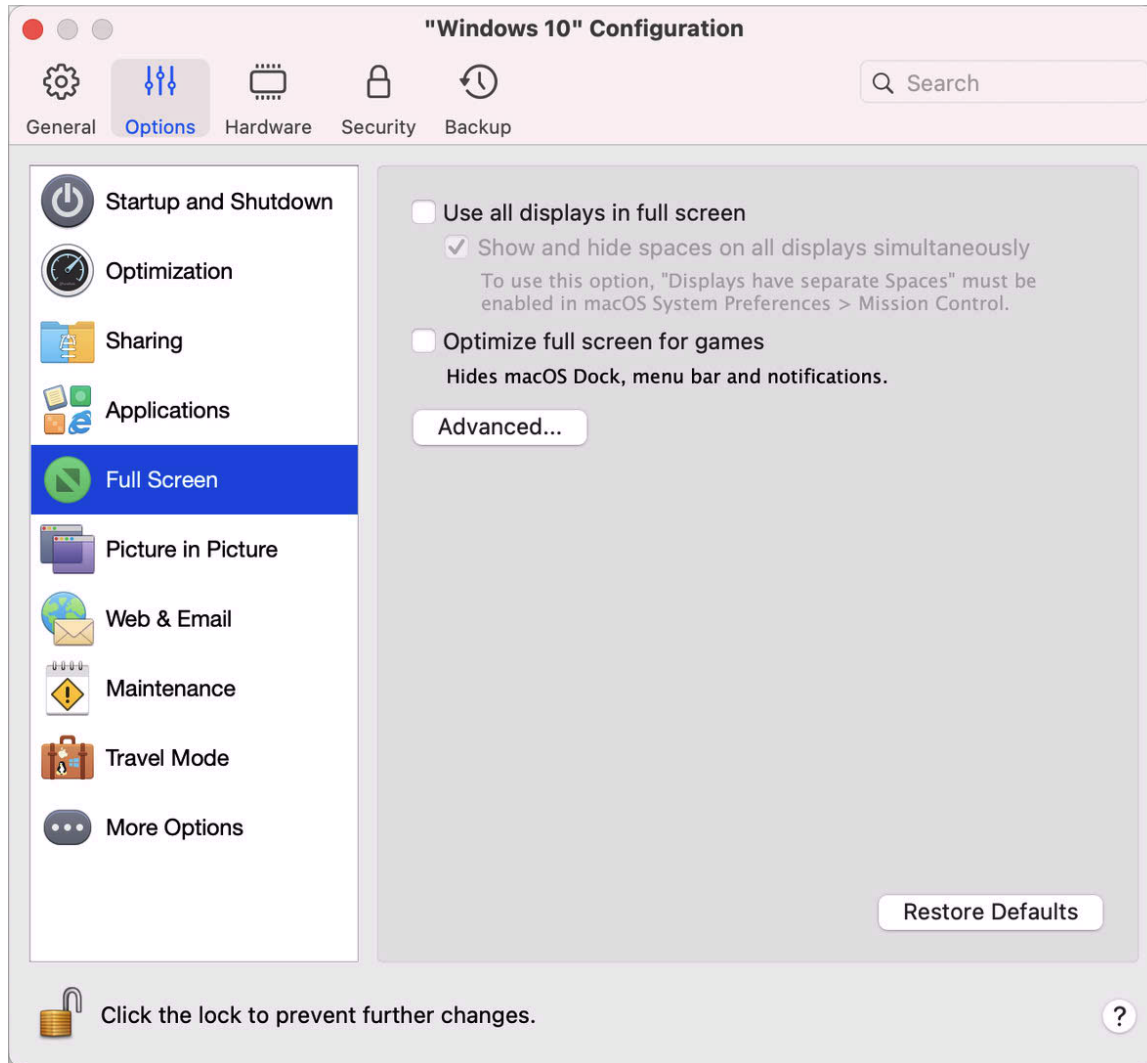 "Windows 10" Configuration
General
Options
Hardware
Security
Backup
Search
Startup and Shutdown
Optimization
Sharing
Applications
Full Screen
Picture in Picture
Web & Email
Maintenance
Travel Mode
More Options
Use all displays in full screen
Show and hide spaces on all displays simultaneously
To use this option, "Displays have separate Spaces" must be
enabled in macOS System Preferences > Mission Control.
Optimize full screen for games
Hides macOS Dock, menu bar and notifications.
Advanced...
Restore Defaults
Click the lock to prevent further changes.
?